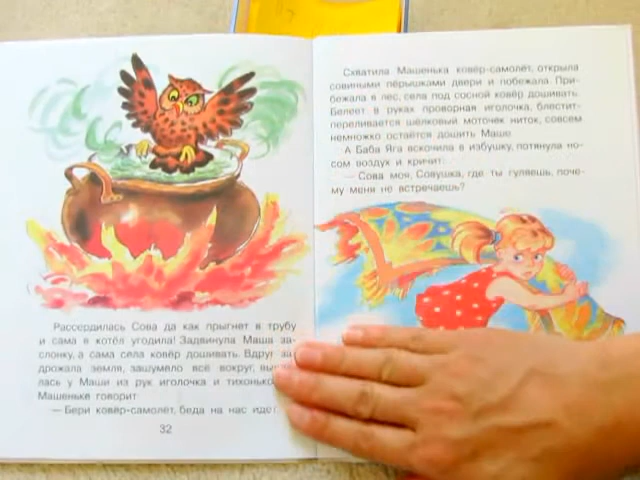 Рассердилась Сова да как прыгнет в трубу
и сама в котёл угодила! Задвинула Маша за-
слонку, а сама села ковёр дошивать. Вдруг за-
дрожала земля, зашумело всё вокруг,
лась у Маши из рук иголочка и тихонько
Машеньке говорит:
— Бери ковёр-самолёт, беда на нас идёт.
32
Схватила Машенька ковёр-самолёт, открыла
совиными пёрышками двери и побежала. При-
бежала в лес, села под сосной ковёр дошивать.
Белеет в руках проворная иголочка, блестит-
переливается шёлковый моточек ниток, совсем
немножко остаётся дошить Маше.
А Баба Яга вскочила в избушку, потянула но-
сом воздух и кричит:
— Сова моя, Совушка, где ты гуляешь, поче-
му меня не встречаешь?